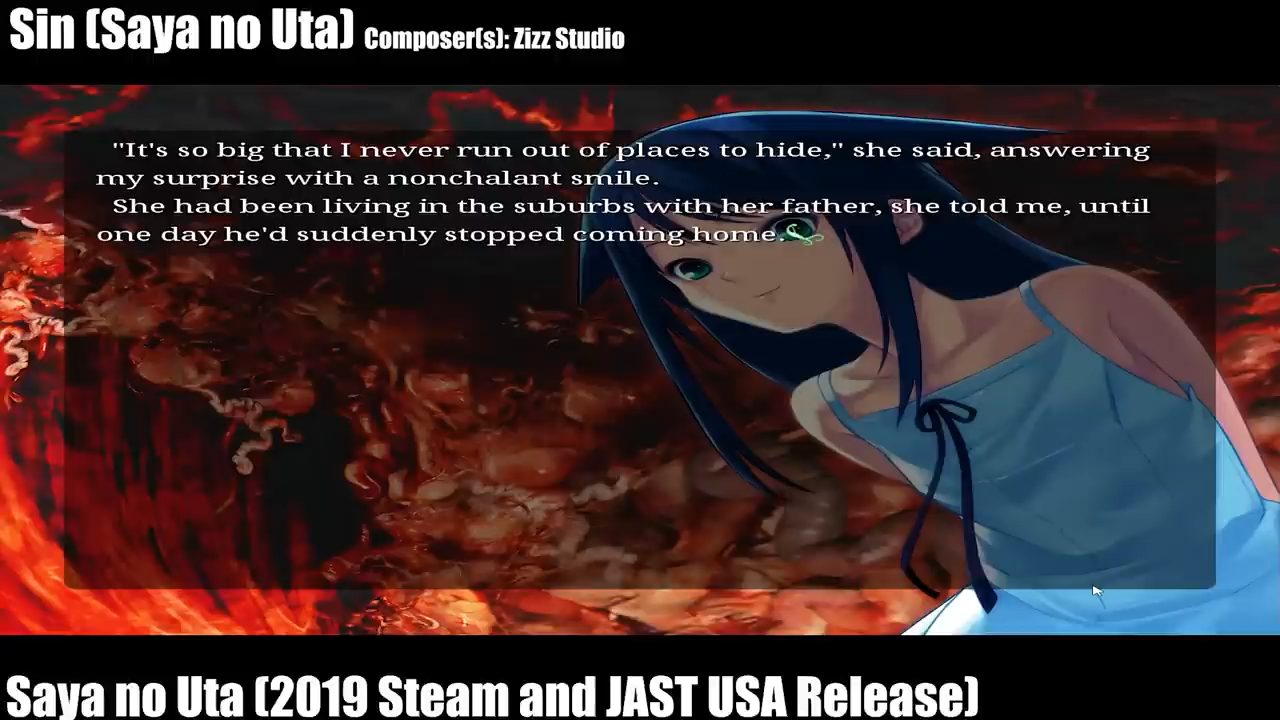 Sin (Saya no Uta) Composer(s): Zizz Studio
"It's so big that I never run out of places to hide," she said, answering
my surprise with a nonchalant smile.
She had been living in the suburbs with her father, she told me, until
one day he'd suddenly stopped coming home.
Saya no Uta (2019 Steam and JAST USA Release)